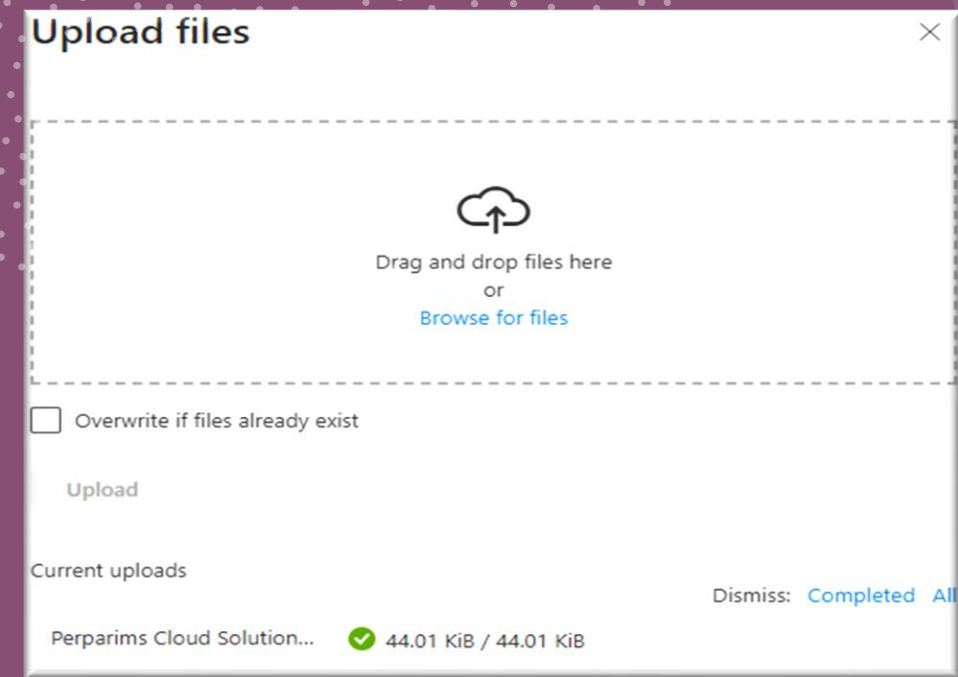 Upload files
Drag and drop files here
or
Browse for files
Overwrite if files already exist
Upload
Current uploads
Dismiss: Completed All
Perparims Cloud Solution... 44.01 KiB / 44.01 KiB